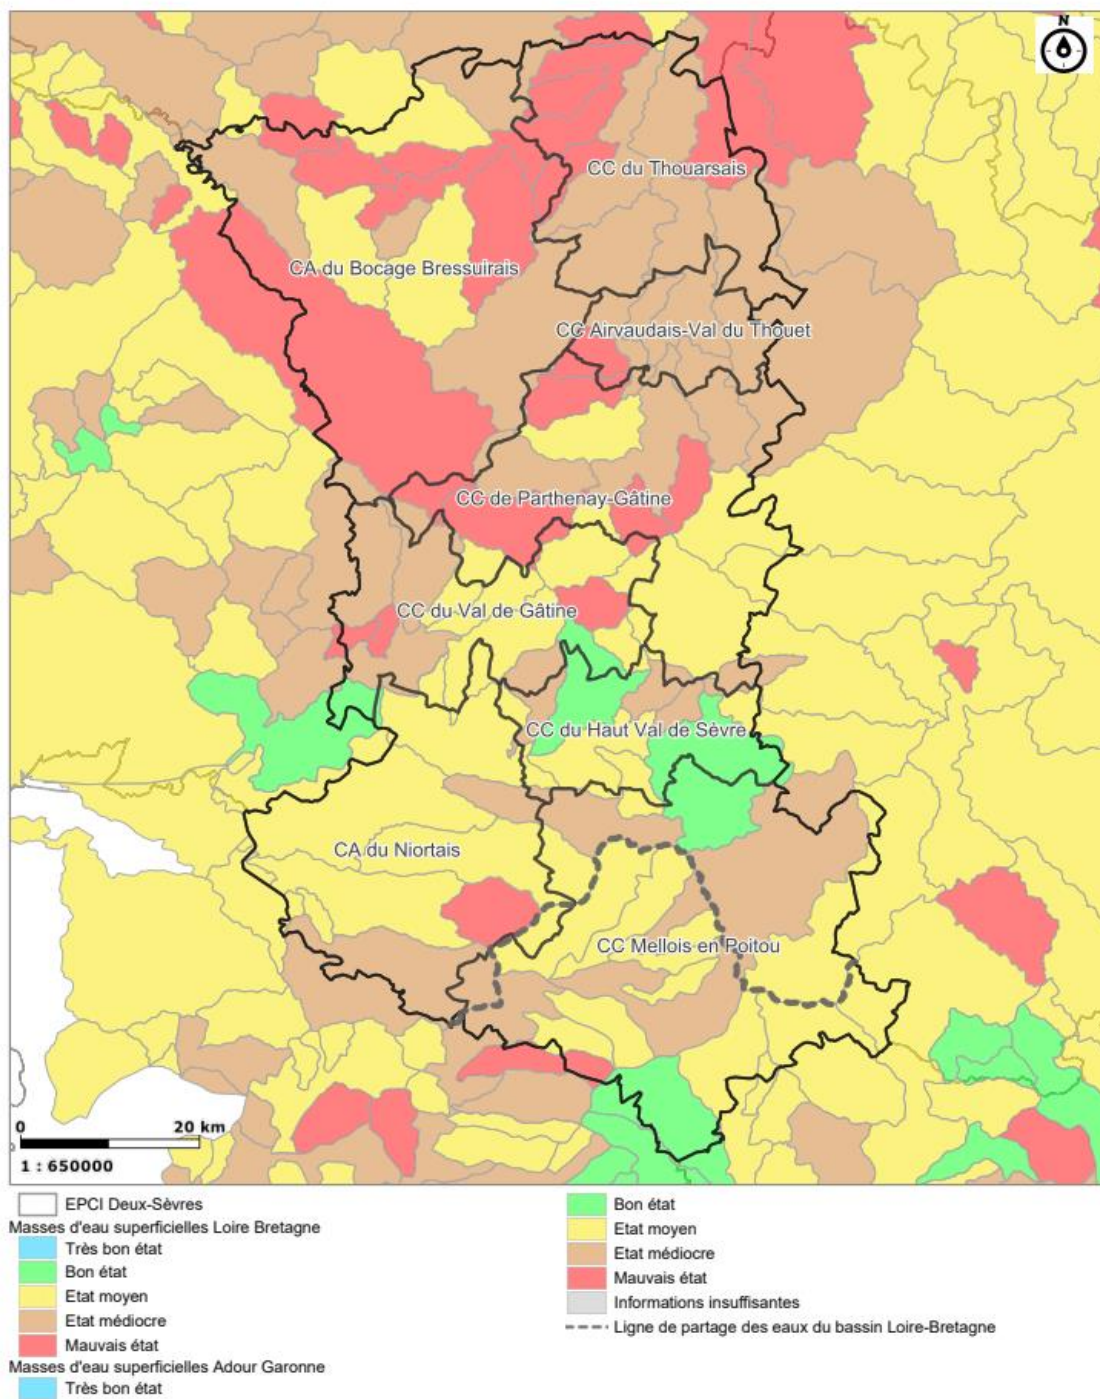 N
CC du Thouarsais
CA du Bocage Bressuirais
CC Airvaudais-Val du Thouet
CC de Parthenay-Gâtine
CC du Val de Gâtine
CC du Haut Val de Sèvre
CA du Niortais
CC Mellois en Poitou
0 20 km
1 : 650000
EPCI Deux-Sèvres
Masses d'eau superficielles Loire Bretagne
Très bon état
Bon état
Etat moyen
Etat médiocre
Mauvais état
Masses d'eau superficielles Adour Garonne
Très bon état
Bon état
Etat moyen
Etat médiocre
Mauvais état
Informations insuffisantes
Ligne de partage des eaux du bassin Loire-Bretagne